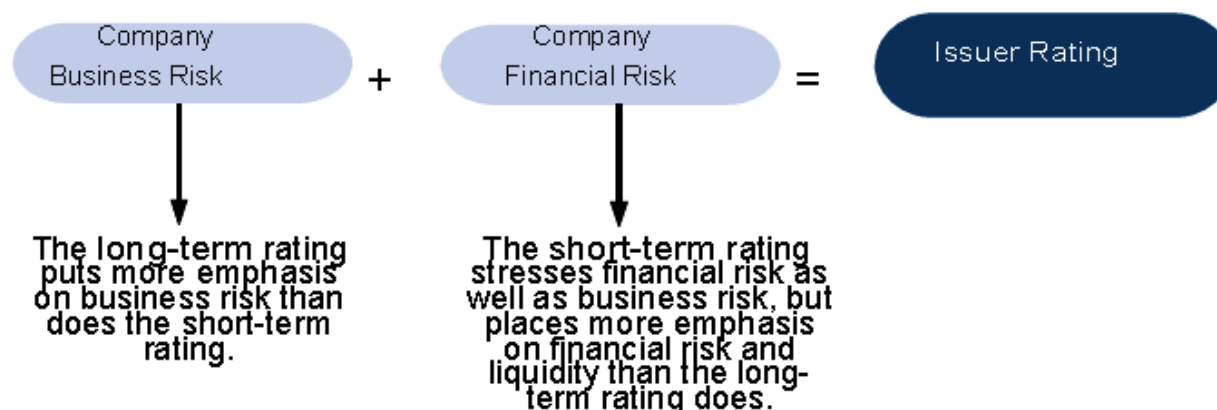 Company
Business Risk
+
Company
Financial Risk
=
Issuer Rating
The long-term rating
puts more emphasis
on business risk than
does the short-term
rating.
The short-term rating
stresses financial risk as
well as business risk, but
places more emphasis
on financial risk and
liquidity than the long-
term rating does.